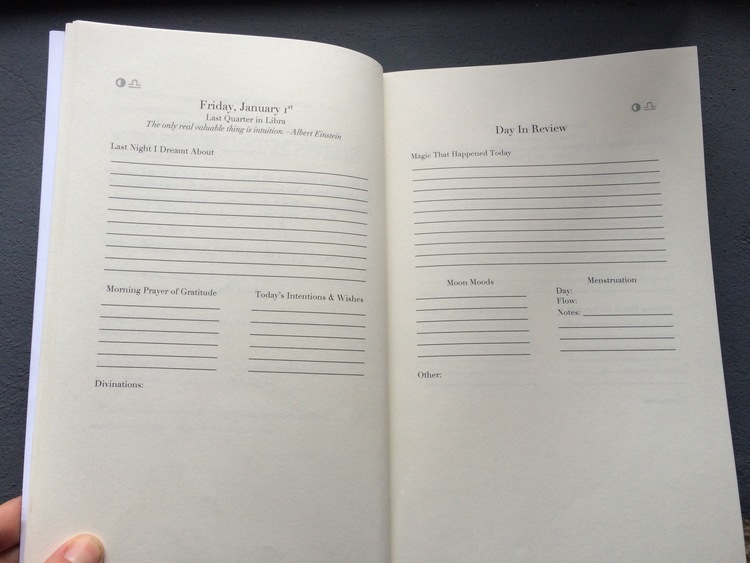 Friday, January 1st
Last Quarter in Libra
The only real valuable thing is intuition. –Albert Einstein
Last Night I Dreamt About
Morning Prayer of Gratitude
Today's Intentions & Wishes
Divinations:
Day In Review
Magic That Happened Today
Moon Moods
Menstruation
Day:
Flow:
Notes:
Other: